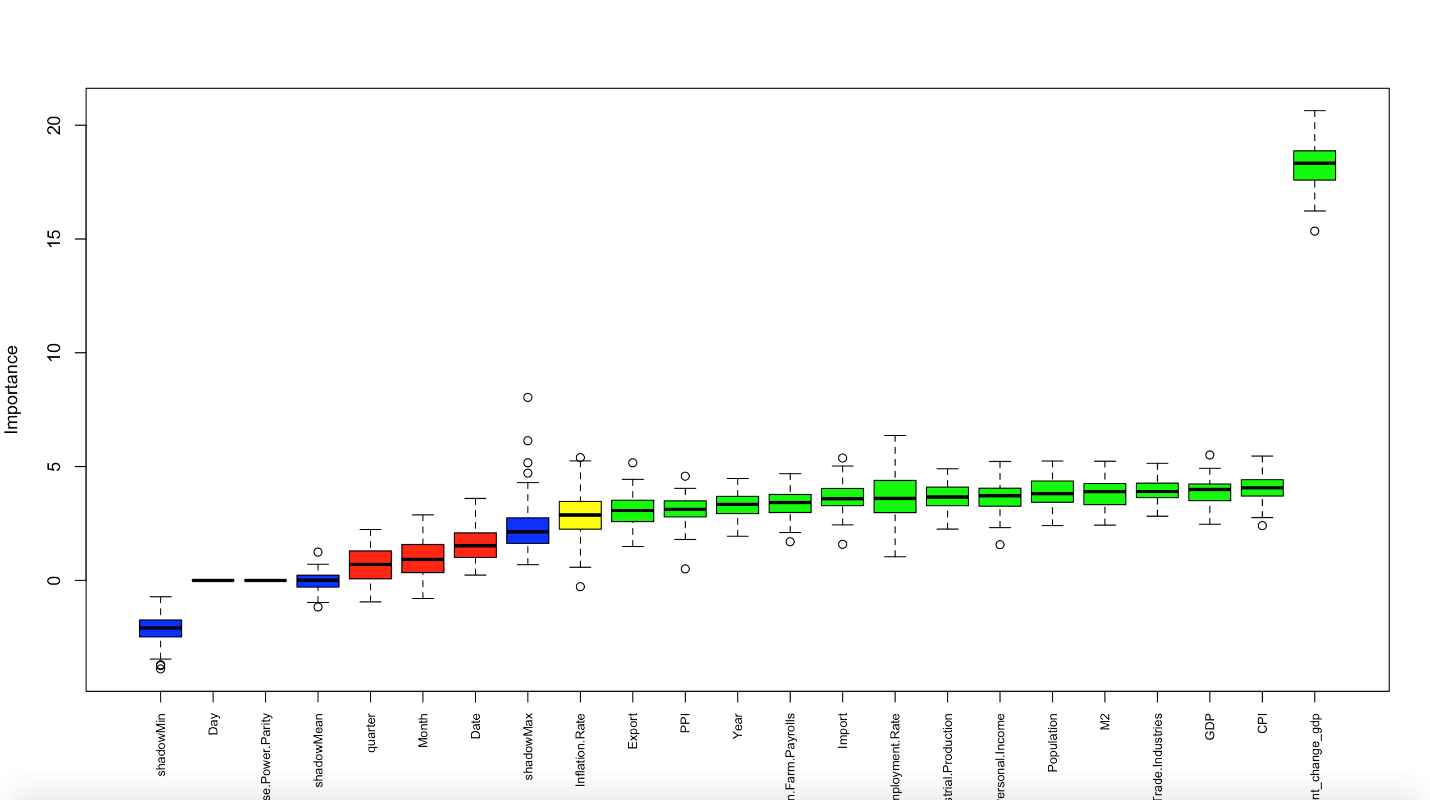 Importance
20
15
10
5
0
shadowMin
Day
se.Power.Parity
shadowMean
quarter
Month
Date
shadowMax
Inflation.Rate
Export
PPI
Year
n.Farm.Payrolls
Import
nployment.Rate
strial.Production
ersonal.Income
Population
M2
Trade.Industries
GDP
CPI
nt_change_gdp